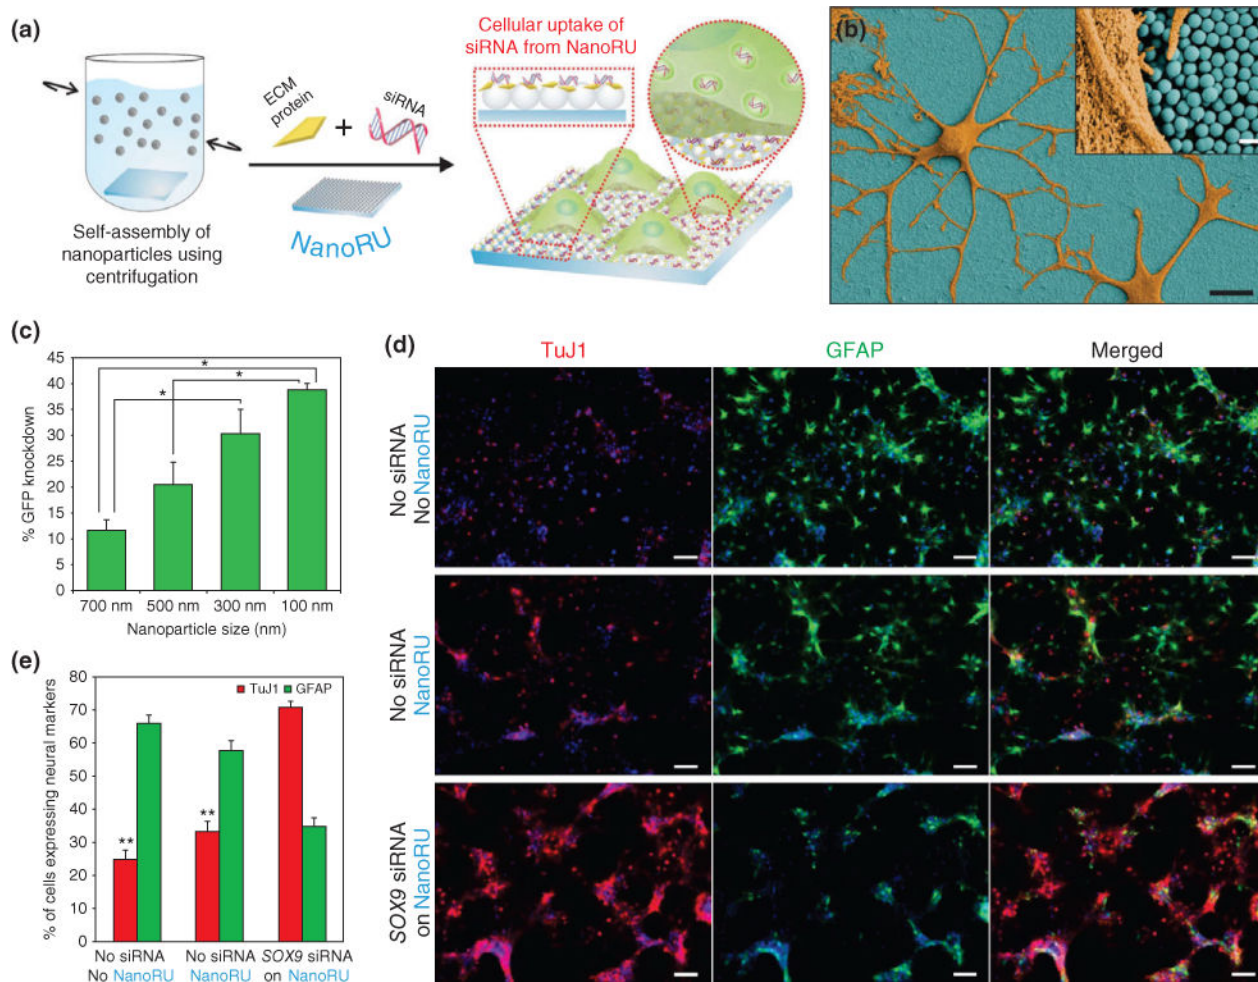 (a)
Self-assembly of
nanoparticles using
centrifugation
ECM
protein
+
siRNA
NanoRU
Cellular uptake of
siRNA from NanoRU
(b)
(c)
% GFP knockdown
45
40
35
30
25
20
15
10
5
0
*
*
*
700 nm
500 nm
300 nm
100 nm
Nanoparticle size (nm)
(d)
TuJ1
GFAP
Merged
No siRNA
No NanoRU
No siRNA
NanoRU
SOX9 siRNA
on NanoRU
(e)
% of cells expressing neural markers
80
70
60
50
40
30
20
10
0
TuJ1
GFAP
**
**
No siRNA
No NanoRU
No siRNA
NanoRU
SOX9 siRNA
on NanoRU